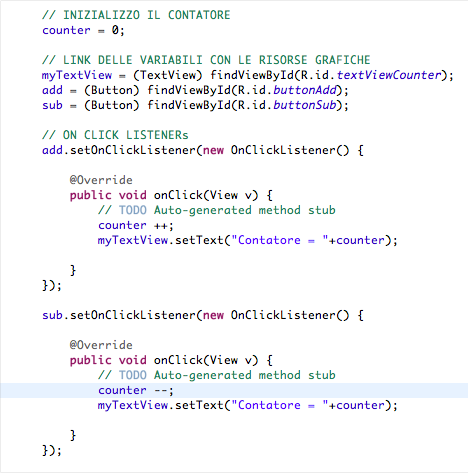 // INIZIALIZZO IL CONTATORE
counter = 0;
// LINK DELLE VARIABILI CON LE RISORSE GRAFICHE
myTextView = (TextView) findViewById(R.id.textViewCounter);
add = (Button) findViewById(R.id.buttonAdd);
sub = (Button) findViewById(R.id.buttonSub);
// ON CLICK LISTENERs
add.setOnClickListener(new OnClickListener() {
@Override
public void onClick(View v) {
// TODO Auto-generated method stub
counter ++;
myTextView.setText("Contatore = "+counter);
}
});
sub.setOnClickListener(new OnClickListener() {
@Override
public void onClick(View v) {
// TODO Auto-generated method stub
counter --;
myTextView.setText("Contatore = "+counter);
}
});